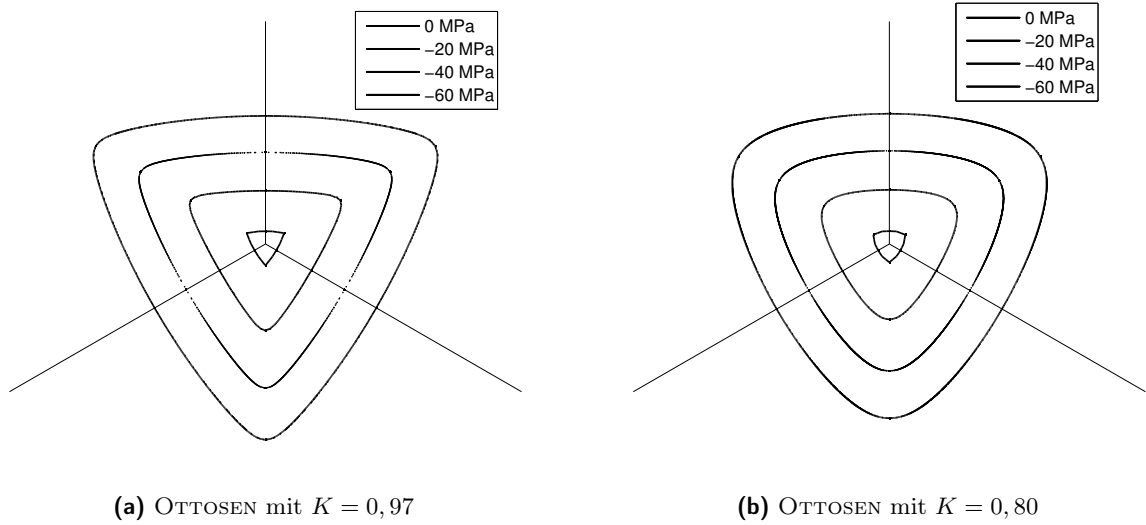 0 MPa
−20 MPa
−40 MPa
−60 MPa
0 MPa
−20 MPa
−40 MPa
−60 MPa
(a) OTTOSEN mit K = 0, 97
(b) OTTOSEN mit K = 0, 80